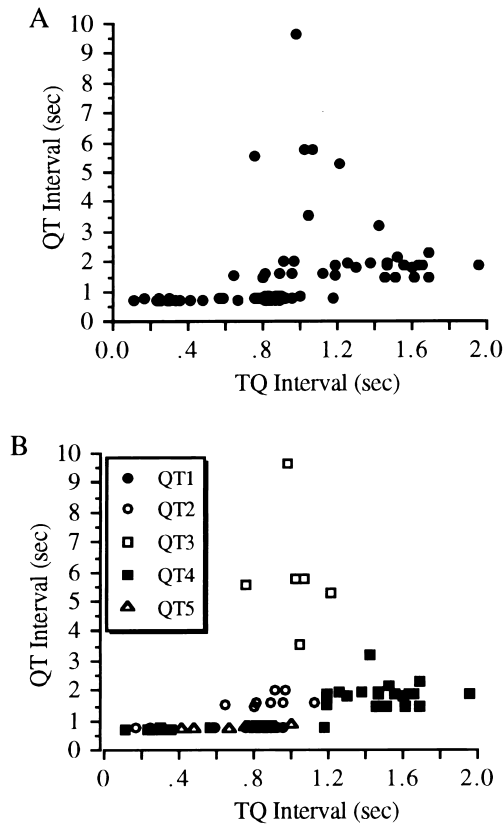 A
QT Interval (sec)
10
9
8
7
6
5
4
3
2
1
0
0.0 .4 .8 1.2 1.6 2.0
TQ Interval (sec)
B
QT Interval (sec)
10
9
8
7
6
5
4
3
2
1
0
QT1
QT2
QT3
QT4
QT5
0 .4 .8 1.2 1.6 2.0
TQ Interval (sec)